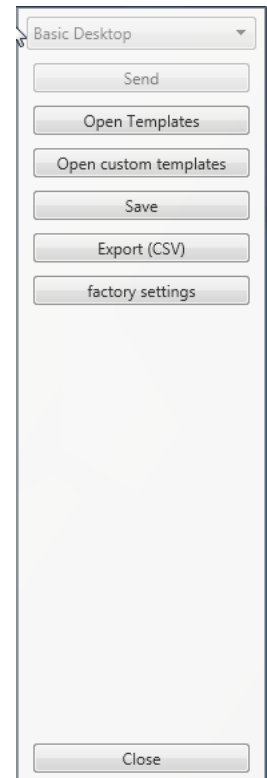 Basic Desktop
Send
Open Templates
Open custom templates
Save
Export (CSV)
factory settings
Close